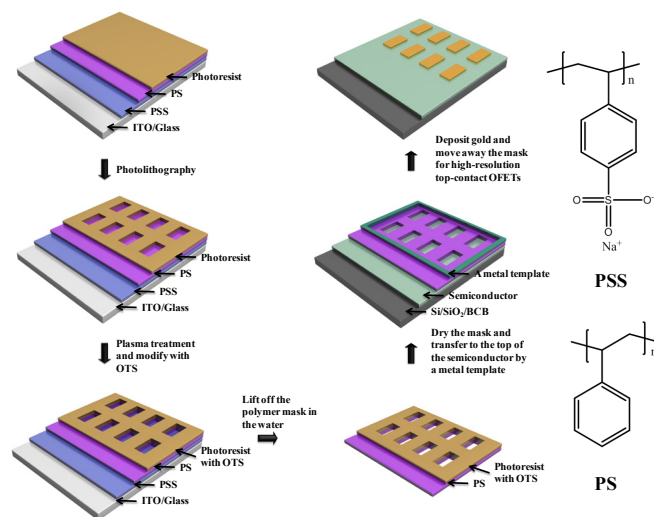 Photoresist
PS
PSS
ITO/Glass
Photolithography
Photoresist
PS
PSS
ITO/Glass
Plasma treatment
and modify with
OTS
Photoresist
with OTS
PS
PSS
ITO/Glass
Lift off the
polymer mask in
the water
Photoresist
with OTS
PS
Dry the mask and
transfer to the top of
the semiconductor by
a metal template
A metal template
Semiconductor
Si/SiO₂/BCB
Deposit gold and
move away the mask
for high-resolution
top-contact OFETs
n
O
S
O⁻
O
Na⁺
PSS
n
PS